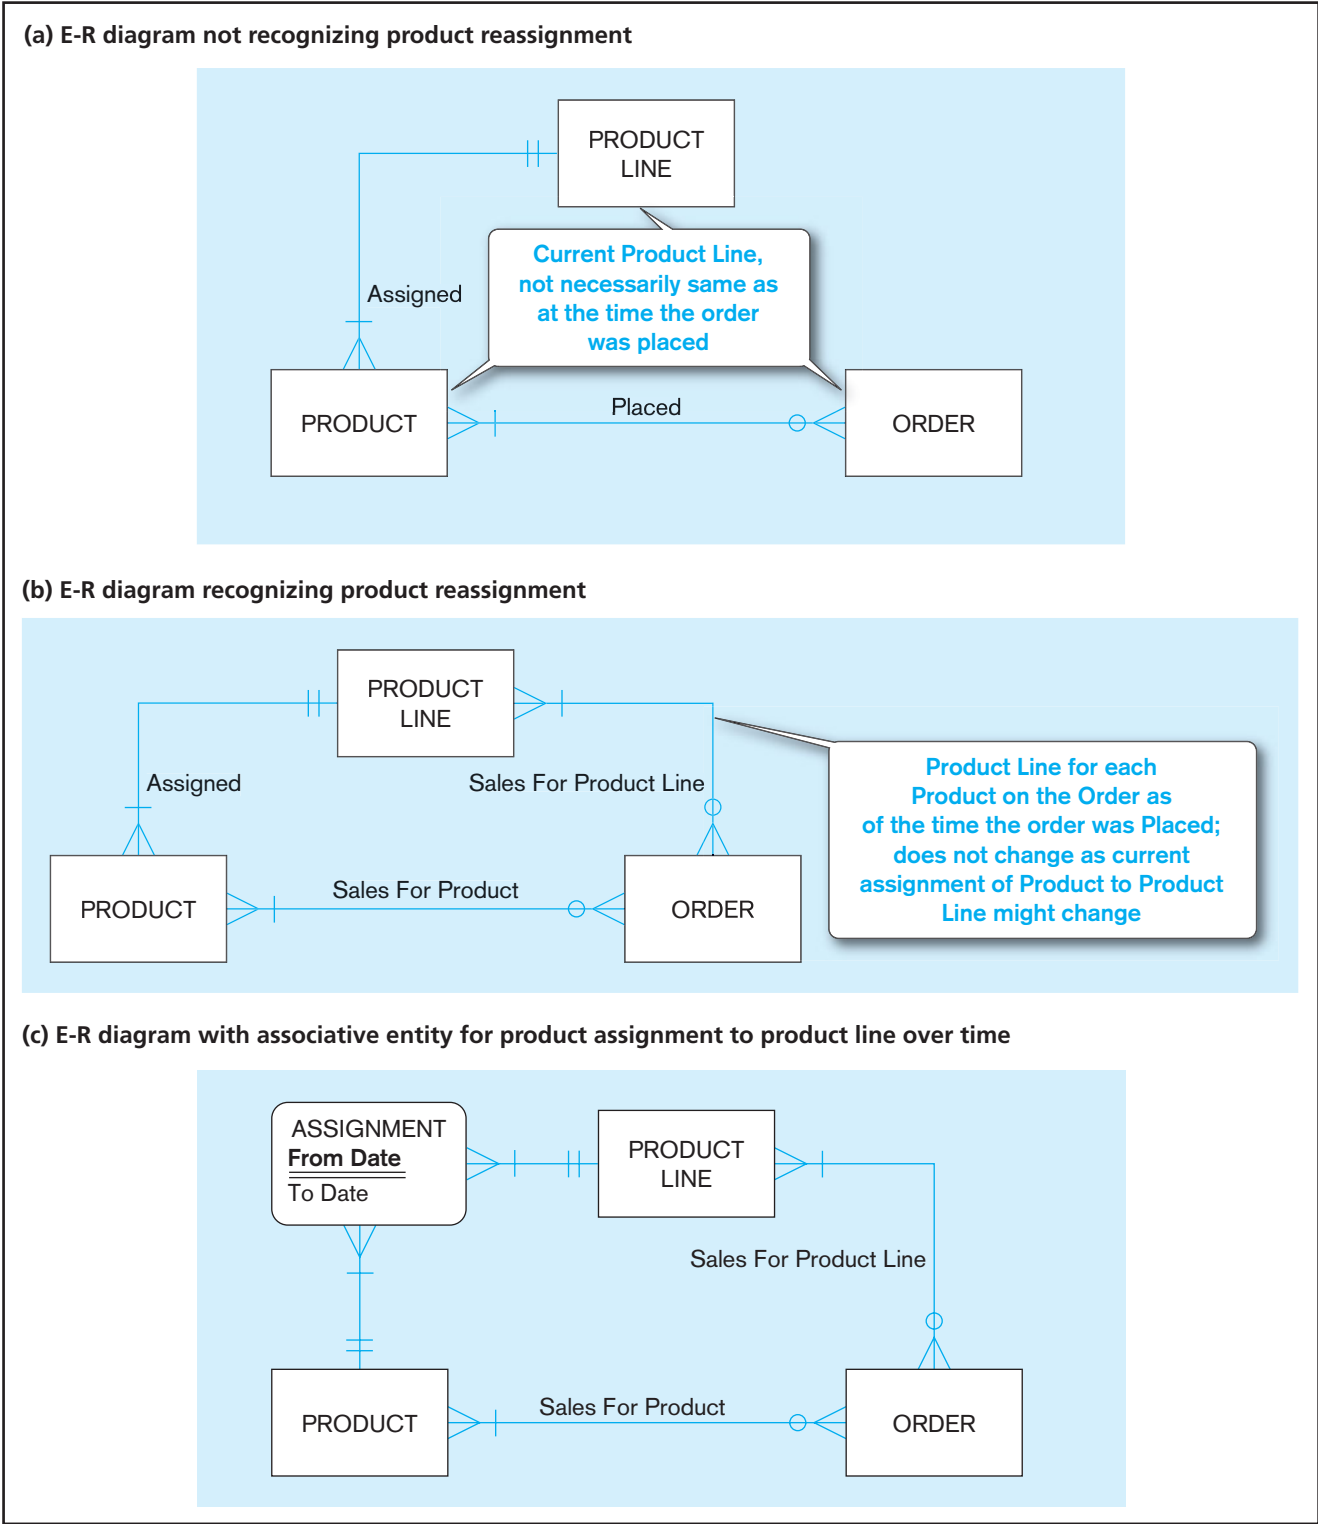 (a) E-R diagram not recognizing product reassignment
PRODUCT
LINE
Current Product Line,
not necessarily same as
at the time the order
was placed
Assigned
PRODUCT
Placed
ORDER
(b) E-R diagram recognizing product reassignment
PRODUCT
LINE
Assigned
Sales For Product Line
Product Line for each
Product on the Order as
of the time the order was Placed;
does not change as current
assignment of Product to Product
Line might change
PRODUCT
Sales For Product
ORDER
(c) E-R diagram with associative entity for product assignment to product line over time
ASSIGNMENT
From Date
To Date
PRODUCT
LINE
Sales For Product Line
PRODUCT
Sales For Product
ORDER